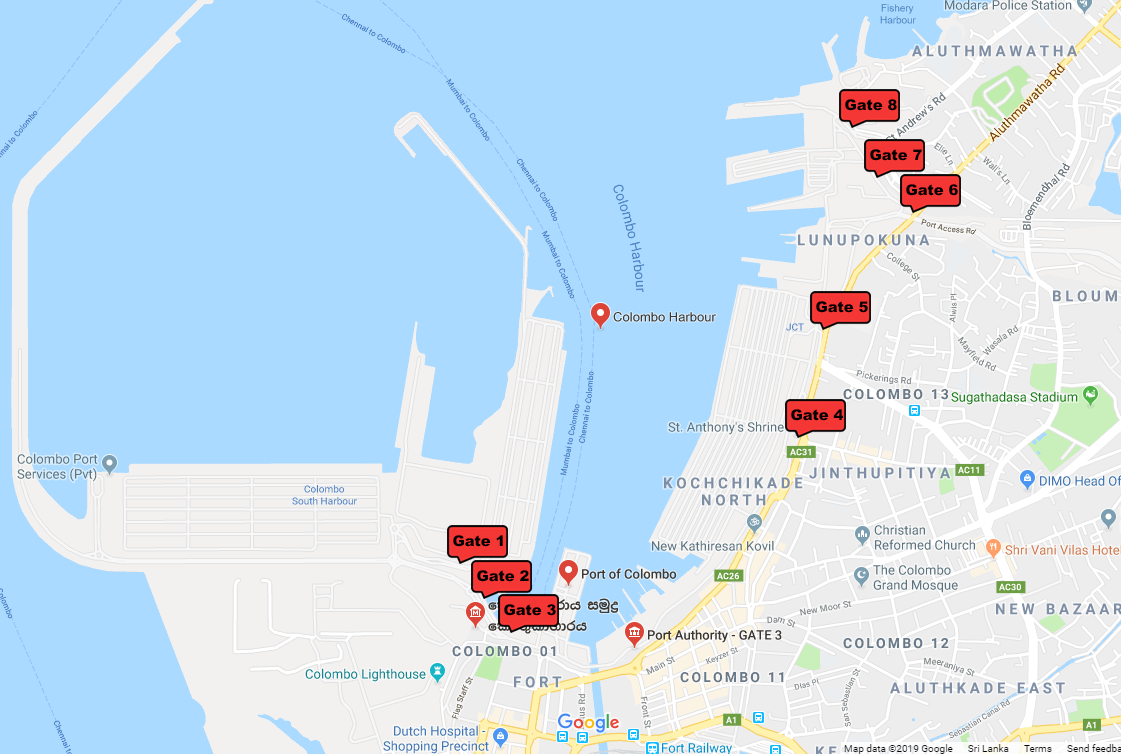 Fishery
Harbour
Modara Police Station
Chennai to Colombo
ALUTHMAWATHA
Mumbai to Colombo
Gate 8
St Andrew's Rd
Aluthmawatha Rd
to Colombo
Gate 7
Elie Ln
Wall's Ln
Chennai to Colombo
Gate 6
Bloemendhal Rd
Colombo Harbour
Port Access Rd
LUNUPOKUNA
Mumbai to Colombo
College St
Alwis Pl
BLOUM
Gate 5
Colombo Harbour
JCT
Wasala Rd
Mayfield Rd
Pickerings Rd
COLOMBO 13
Sugathadasa Stadium
Mumbai to Colombo
Chennai to Colombo
Gate 4
St. Anthony's Shrine
AC31
Colombo Port
Services (Pvt)
JINTHUPITIYA
AC11
KOCHCHIKADE
NORTH
DIMO Head Of
Colombo
South Harbour
Christian
Reformed Church
New Kathiresan Kovil
Shri Vani Vilas Hotel
Gate 1
Gate 2
Port of Colombo
AC26
The Colombo
Grand Mosque
AC30
Gate 3
සමුද්‍ර
New Moor St
NEW BAZAAR
Dam St
Port Authority - GATE 3
COLOMBO 01
COLOMBO 12
Keyzer St
Main St
Meeraniya St
Colombo Lighthouse
FORT
COLOMBO 11
Dias Pl
ALUTHKADE EAST
Flag Staff St
San Sebastian St
Front St
us Rd
Sebastian Canal Rd
Google
A1
A1
Dutch Hospital -
Shopping Precinct
Fort Railway
KE
Map data ©2019 Google
Sri Lanka
Terms
Send feedba